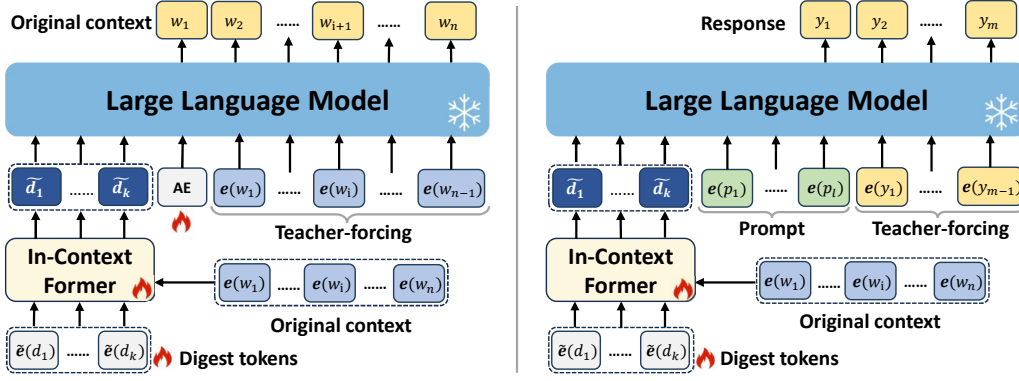 Original context w₁ w₂ ...... wᵢ₊₁ ...... wₙ
Large Language Model
d̃₁ ...... d̃ₖ AE e(w₁) ...... e(wᵢ) ...... e(wₙ₋₁)
Teacher-forcing
In-Context
Former
e(w₁) ...... e(wᵢ) ...... e(wₙ)
Original context
ẽ(d₁) ...... ẽ(dₖ) Digest tokens
Response y₁ y₂ ...... yₘ
Large Language Model
d̃₁ ...... d̃ₖ e(p₁) ...... e(pₗ) e(y₁) ...... e(yₘ₋₁)
Prompt Teacher-forcing
In-Context
Former
e(w₁) ...... e(wᵢ) ...... e(wₙ)
Original context
ẽ(d₁) ...... ẽ(dₖ) Digest tokens